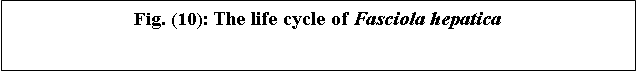 Fig. (10): The life cycle of Fasciola hepatica